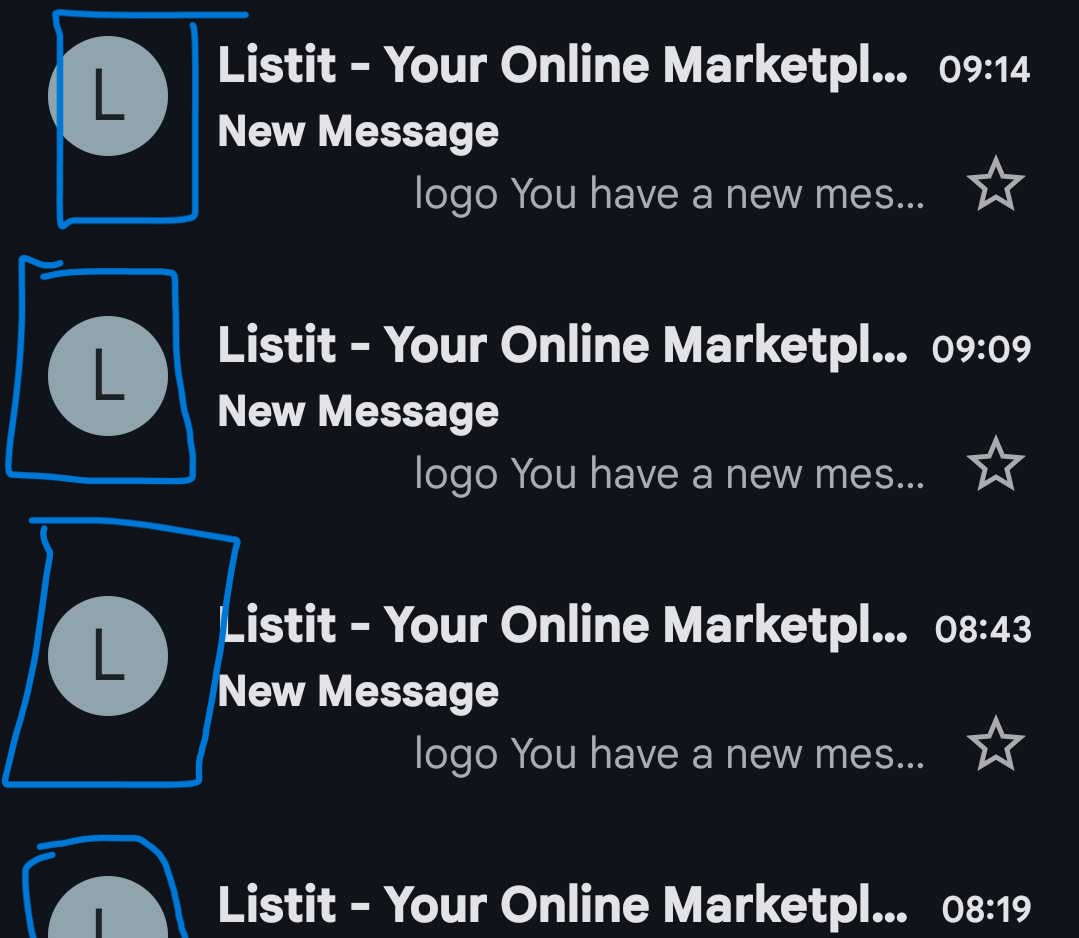 L
Listit - Your Online Marketpl... 09:14
New Message
logo You have a new mes...
L
Listit - Your Online Marketpl... 09:09
New Message
logo You have a new mes...
L
Listit - Your Online Marketpl... 08:43
New Message
logo You have a new mes...
L
Listit - Your Online Marketpl... 08:19